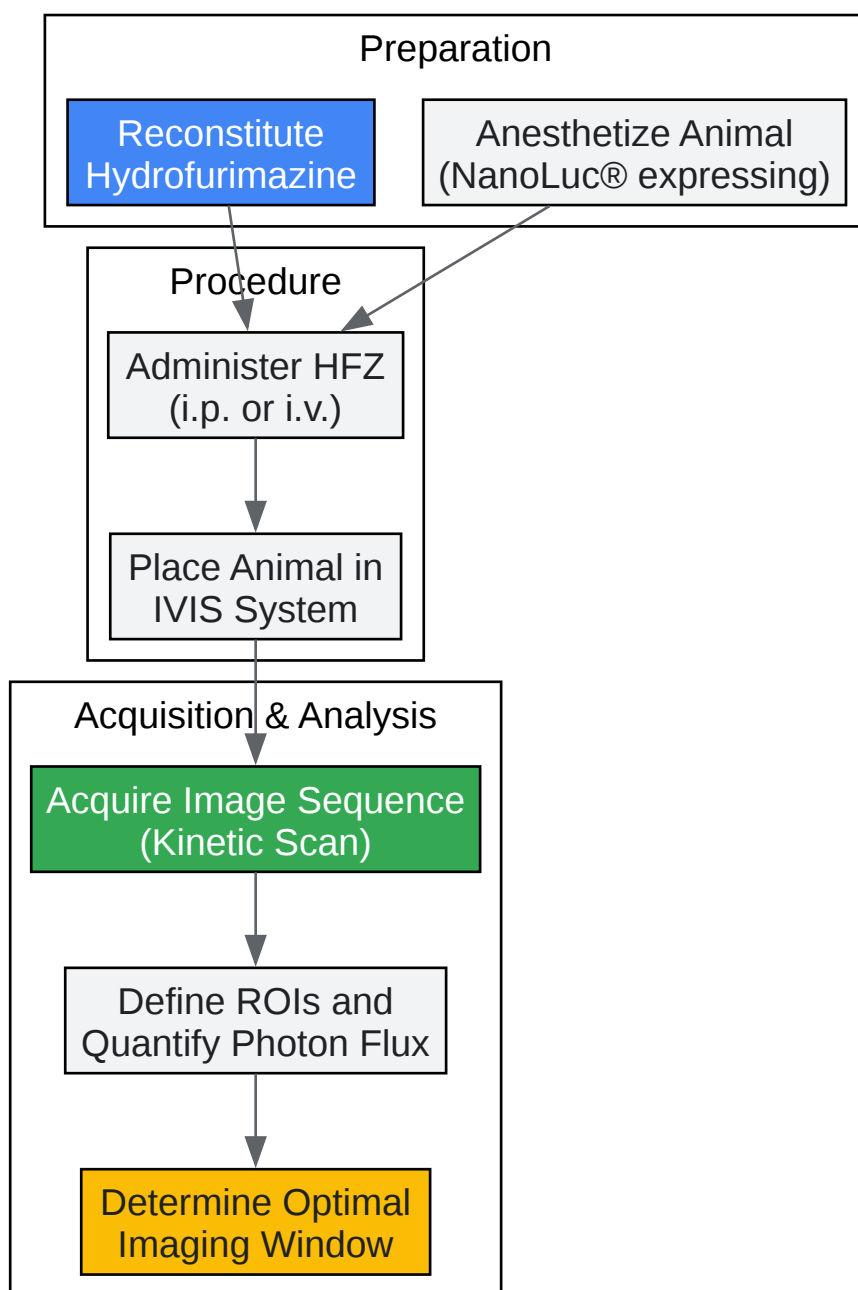 Preparation
Reconstitute
Hydrofurimazine
Anesthetize Animal
(NanoLuc® expressing)
Procedure
Administer HFZ
(i.p. or i.v.)
Place Animal in
IVIS System
Acquisition & Analysis
Acquire Image Sequence
(Kinetic Scan)
Define ROIs and
Quantify Photon Flux
Determine Optimal
Imaging Window